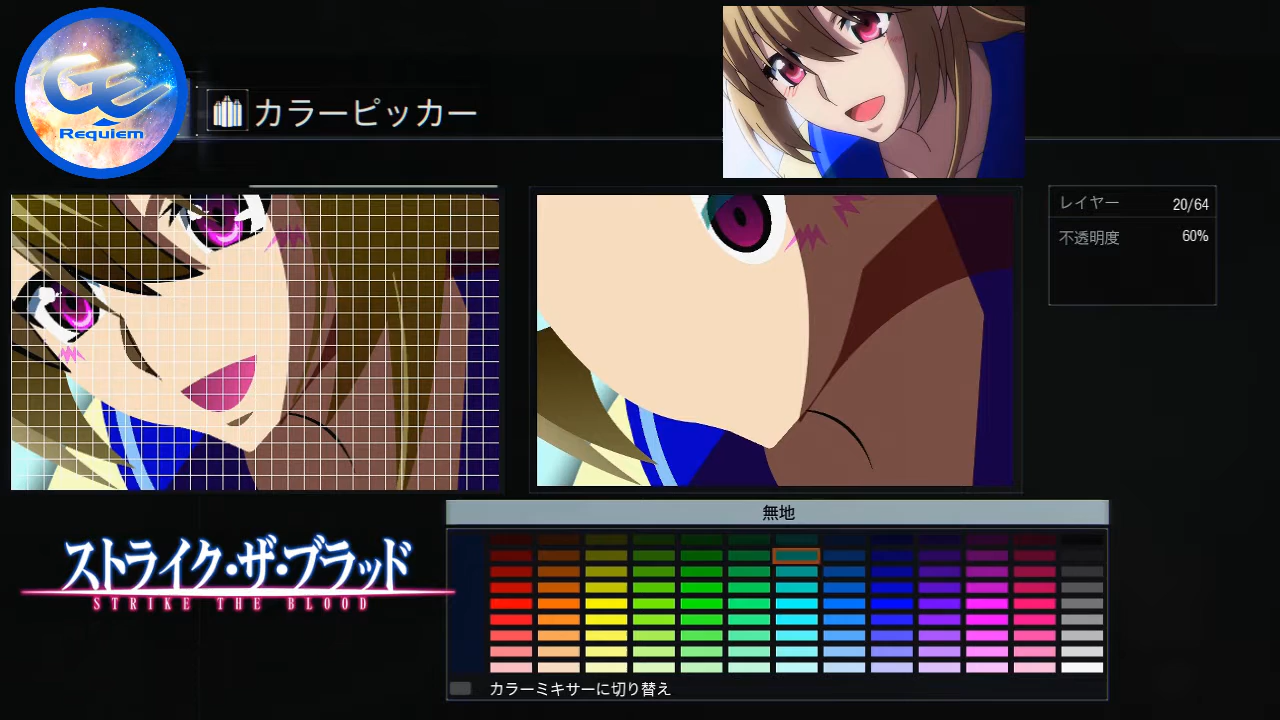 GE
Requiem
カラーピッカー
レイヤー 20/64
不透明度 60%
無地
ストライク・ザ・ブラッド
STRIKE THE BLOOD
カラーミキサーに切り替え